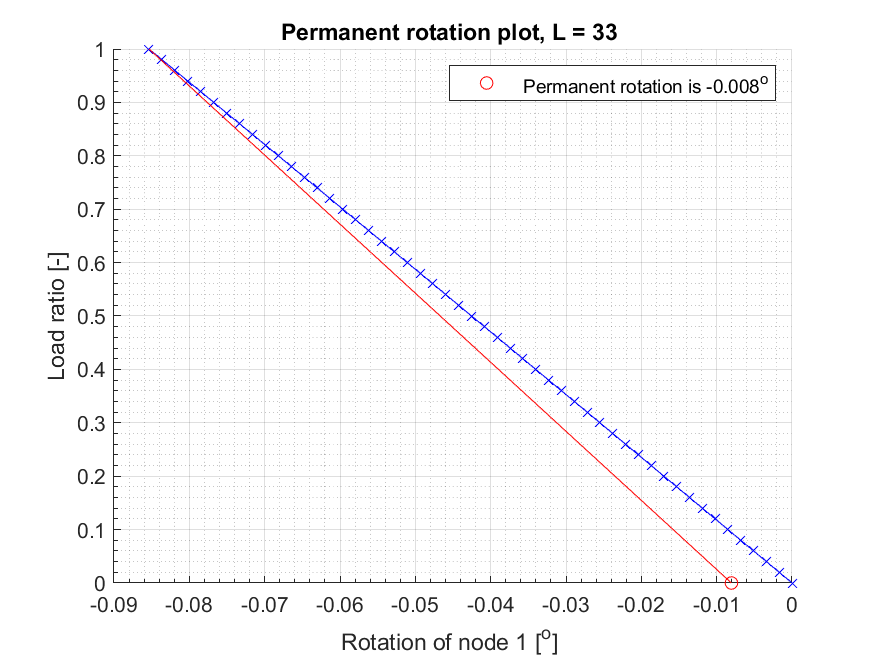 Permanent rotation plot, L = 33
Permanent rotation is -0.008°
Load ratio [-]
1
0.9
0.8
0.7
0.6
0.5
0.4
0.3
0.2
0.1
0
-0.09 -0.08 -0.07 -0.06 -0.05 -0.04 -0.03 -0.02 -0.01 0
Rotation of node 1 [°]